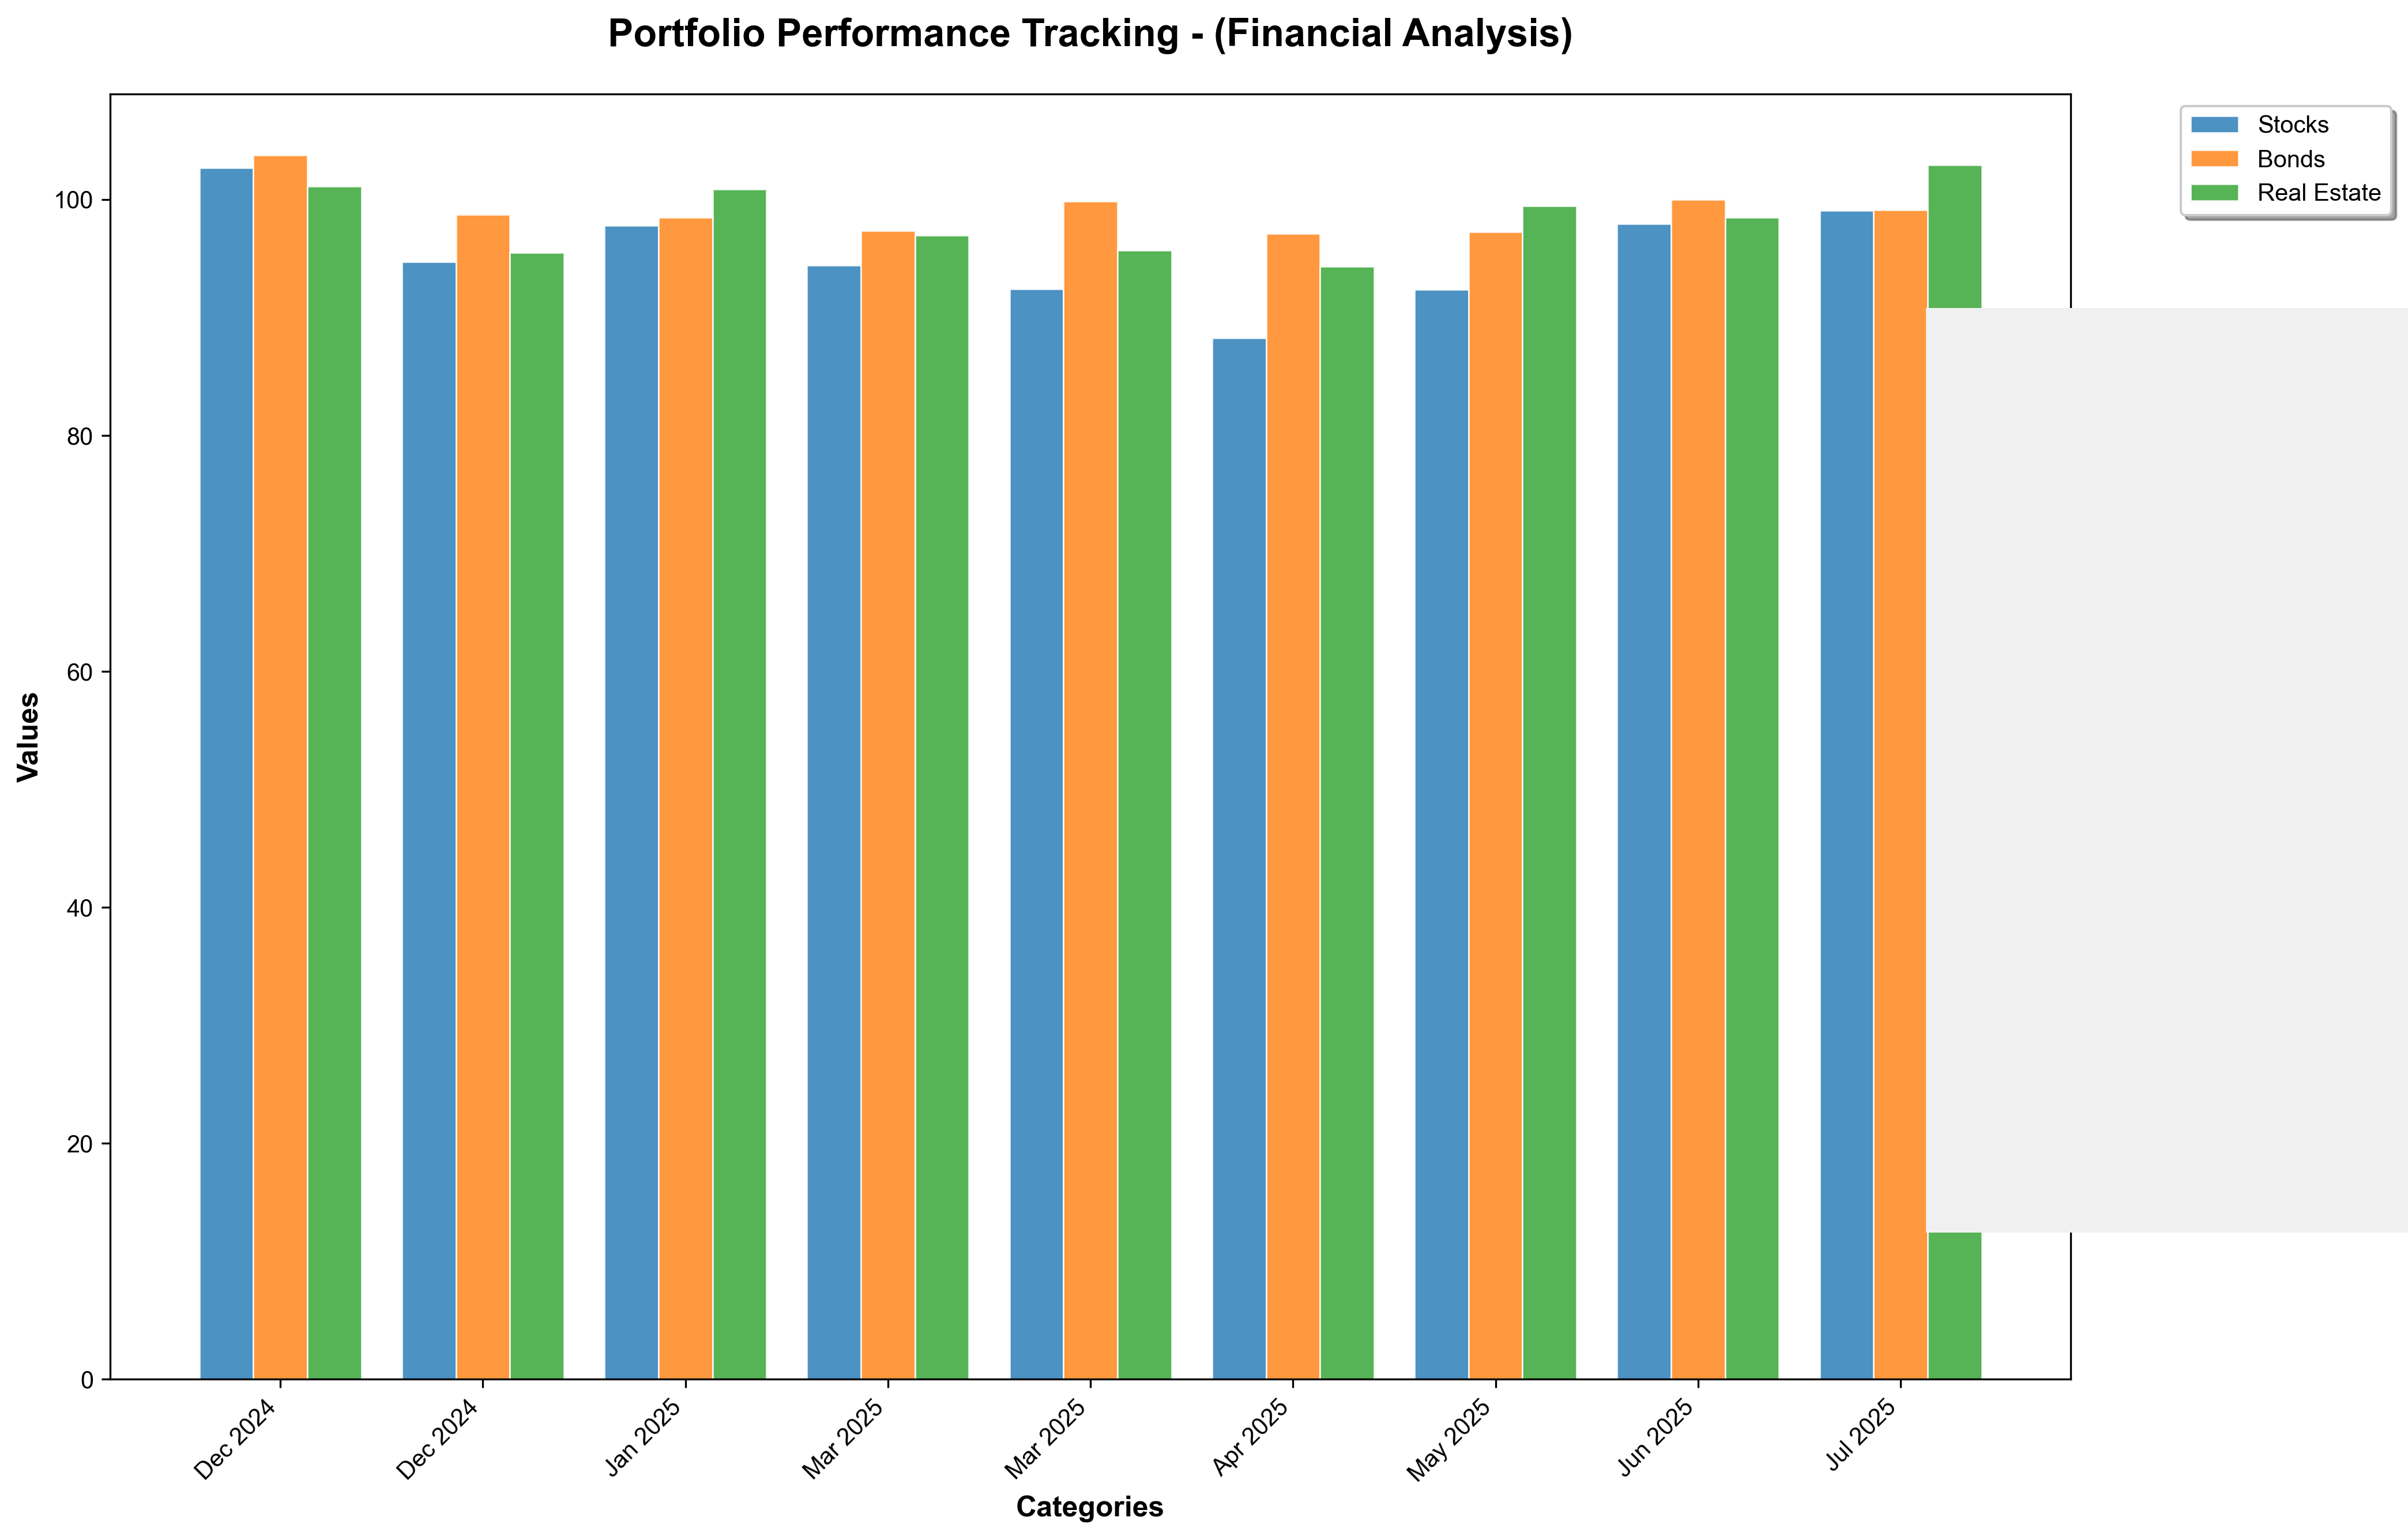 Portfolio Performance Tracking - (Financial Analysis)
Stocks
Bonds
Real Estate
Values
100
80
60
40
20
0
Dec 2024
Dec 2024
Jan 2025
Mar 2025
Mar 2025
Apr 2025
May 2025
Jun 2025
Jul 2025
Categories